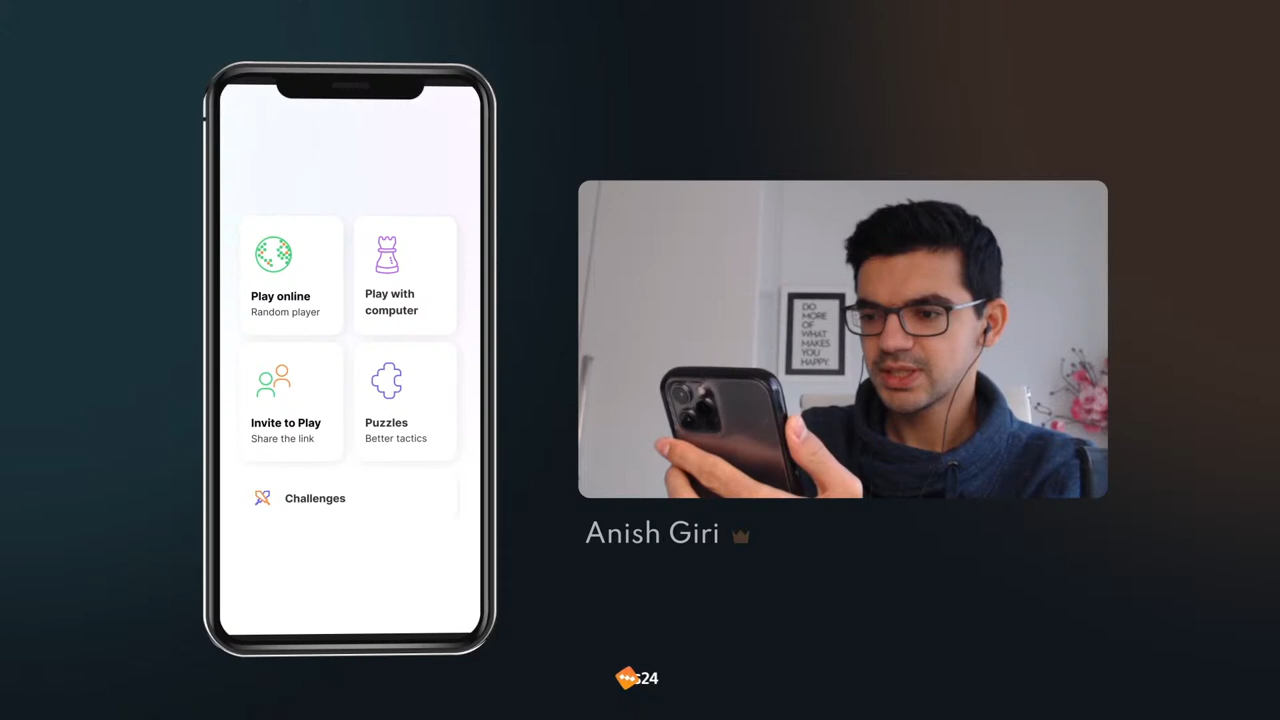 Play online
Random player
Play with
computer
Invite to Play
Share the link
Puzzles
Better tactics
Challenges
DO
MORE
OF
WHAT
MAKES
YOU
HAPPY.
Anish Giri
s24